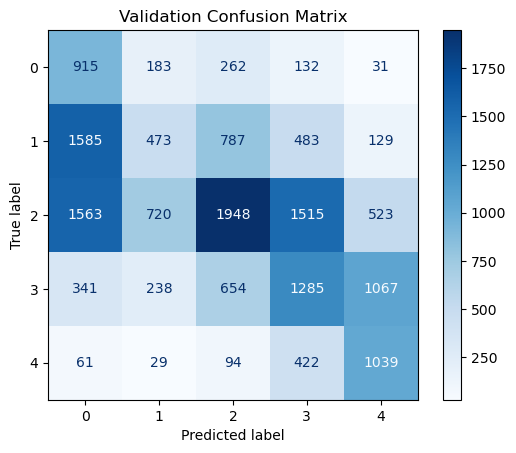 Validation Confusion Matrix
0 915 183 262 132 31
1 1585 473 787 483 129
2 1563 720 1948 1515 523
3 341 238 654 1285 1067
4 61 29 94 422 1039
0 1 2 3 4
Predicted label
True label
1750
1500
1250
1000
750
500
250